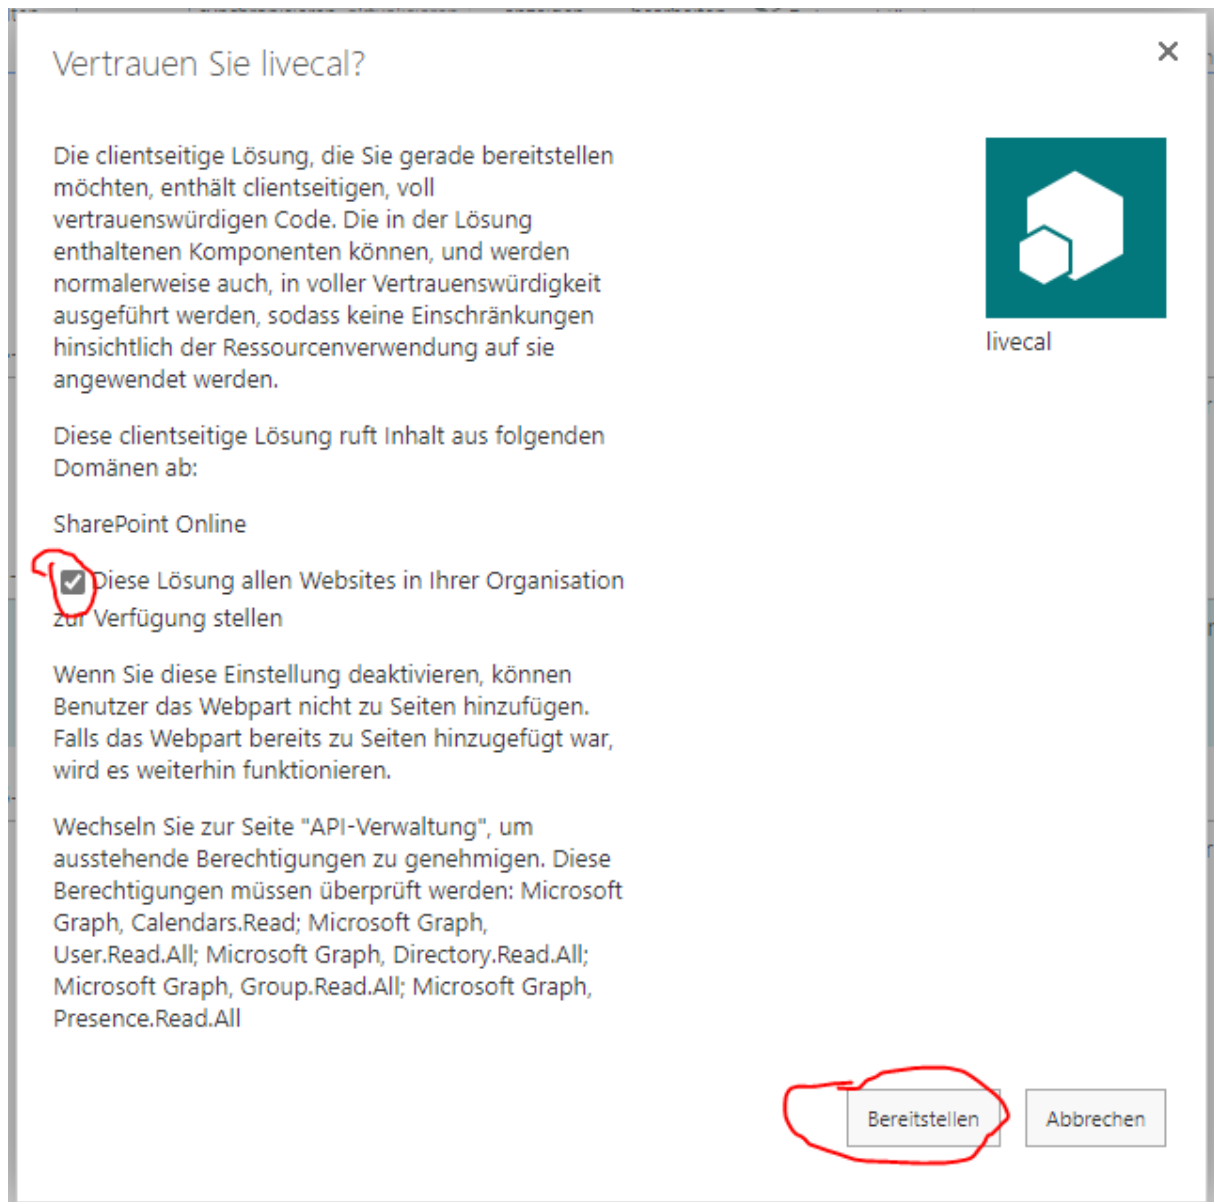 Vertrauen Sie livecal?
Die clientseitige Lösung, die Sie gerade bereitstellen
möchten, enthält clientseitigen, voll
vertrauenswürdigen Code. Die in der Lösung
enthaltenen Komponenten können, und werden
normalerweise auch, in voller Vertrauenswürdigkeit
ausgeführt werden, sodass keine Einschränkungen
hinsichtlich der Ressourcenverwendung auf sie
angewendet werden.
livecal
Diese clientseitige Lösung ruft Inhalt aus folgenden
Domänen ab:
SharePoint Online
Diese Lösung allen Websites in Ihrer Organisation
zur Verfügung stellen
Wenn Sie diese Einstellung deaktivieren, können
Benutzer das Webpart nicht zu Seiten hinzufügen.
Falls das Webpart bereits zu Seiten hinzugefügt war,
wird es weiterhin funktionieren.
Wechseln Sie zur Seite "API-Verwaltung", um
ausstehende Berechtigungen zu genehmigen. Diese
Berechtigungen müssen überprüft werden: Microsoft
Graph, Calendars.Read; Microsoft Graph,
User.Read.All; Microsoft Graph, Directory.Read.All;
Microsoft Graph, Group.Read.All; Microsoft Graph,
Presence.Read.All
Bereitstellen Abbrechen